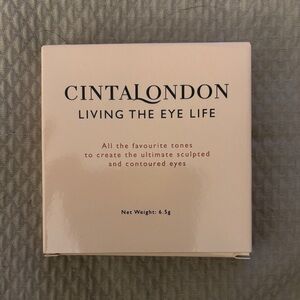 CINTALONDON
LIVING THE EYE LIFE
All the favourite tones
to create the ultimate sculpted
and contoured eyes
Net Weight: 6.5g